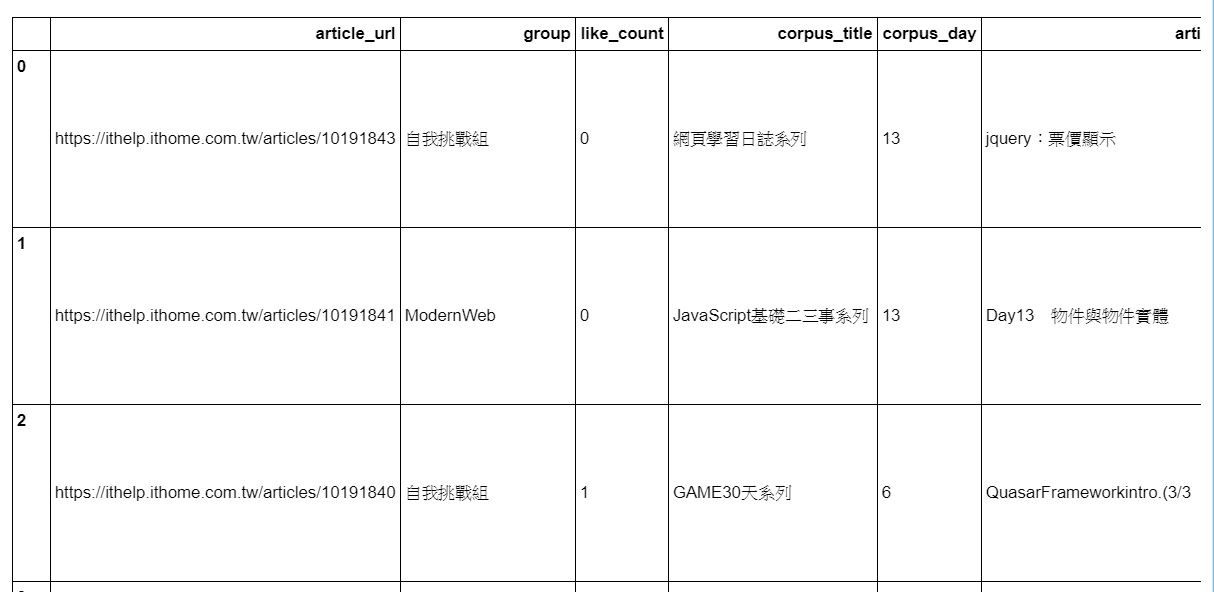 article_url group like_count corpus_title corpus_day arti
0 https://ithelp.ithome.com.tw/articles/10191843 自我挑戰組 0 網頁學習日誌系列 13 jquery：票價顯示
1 https://ithelp.ithome.com.tw/articles/10191841 ModernWeb 0 JavaScript基礎二三事系列 13 Day13　物件與物件實體
2 https://ithelp.ithome.com.tw/articles/10191840 自我挑戰組 1 GAME30天系列 6 QuasarFrameworkintro.(3/3